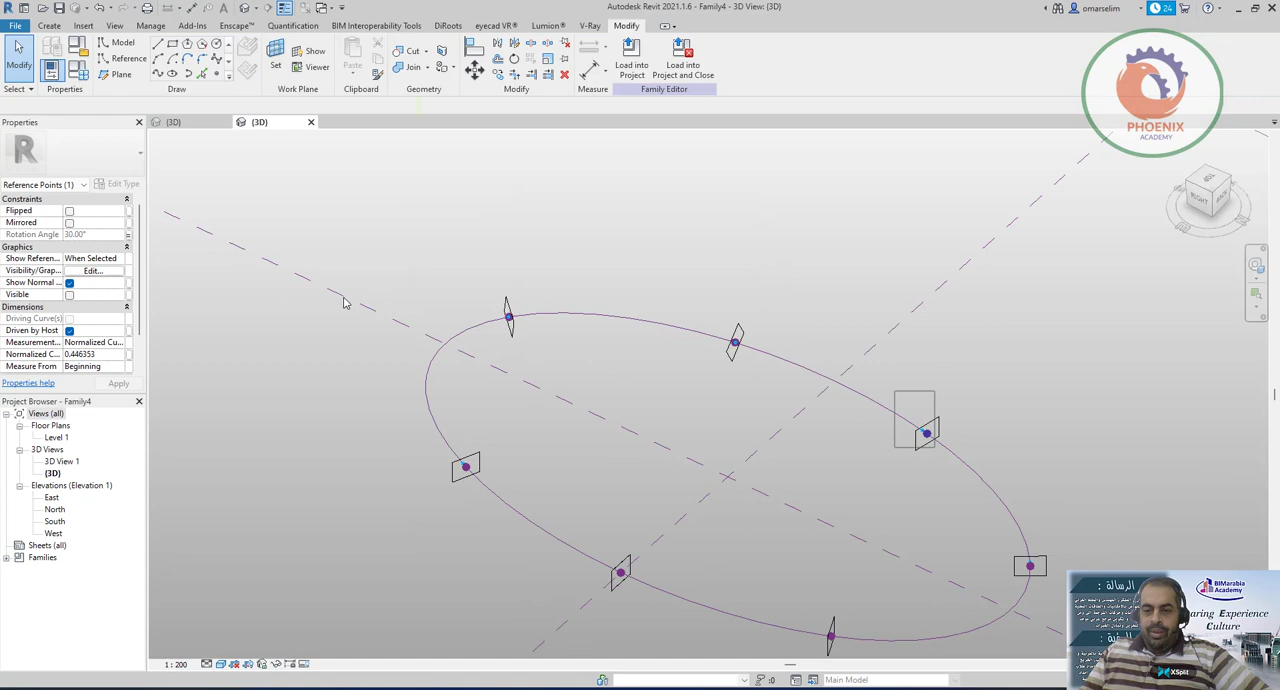 Autodesk Revit 2021.1.6 - Family4 - 3D View: {3D}
omarselim
24
File Create Insert View Manage Add-Ins Enscape™ Quantification BIM Interoperability Tools DiRoots eyecad VR® Lumion® V-Ray Modify
Modify
Model
Reference
Plane
Set
Show
Viewer
Paste
Cut
Join
Load into
Project
Load into
Project and Close
Select
Properties
Draw
Work Plane
Clipboard
Geometry
Modify
Measure
Family Editor
PHOENIX
ACADEMY
Properties
{3D}
{3D}
R
Reference Points (1)
Edit Type
Constraints
Flipped
Mirrored
Rotation Angle 30.00°
Graphics
Show Referen... When Selected
Visibility/Grap... Edit...
Show Normal ...
Visible
Dimensions
Driving Curve(s)
Driven by Host
Measurement... Normalized Cu...
Normalized C... 0.446353
Measure From Beginning
Properties help
Apply
Project Browser - Family4
Views (all)
Floor Plans
Level 1
3D Views
3D View 1
{3D}
Elevations (Elevation 1)
East
North
South
West
Sheets (all)
Families
RIGHT
BACK
1 : 200
:0
Main Model
الرسالة :
BIMarabia
Academy
aring Experience
Culture
XSplit